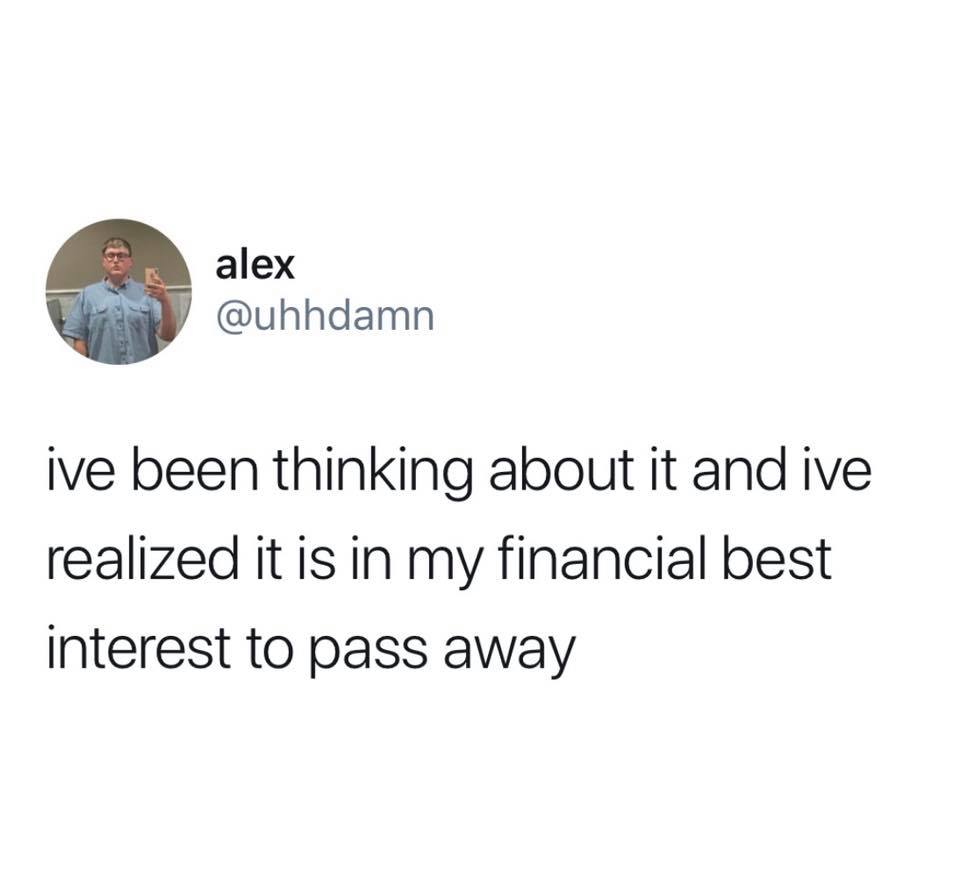 alex
@uhhdamn
ive been thinking about it and ive
realized it is in my financial best
interest to pass away